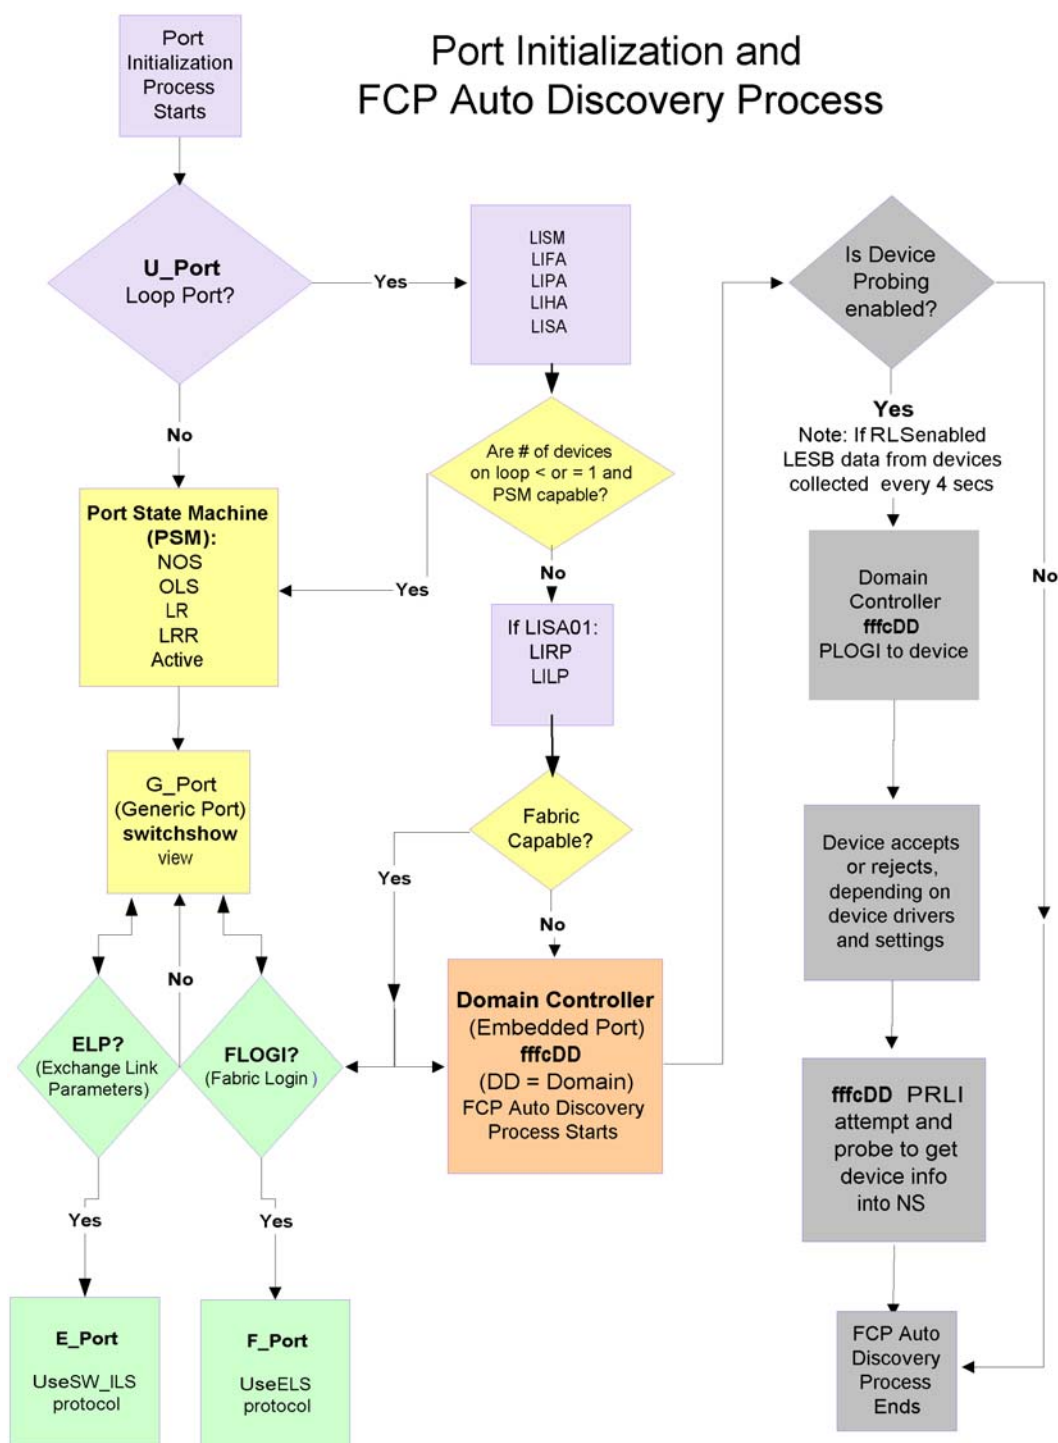 Port Initialization and
FCP Auto Discovery Process
Port
Initialization
Process
Starts
U_Port
Loop Port?
Yes
No
LISM
LIFA
LIPA
LIHA
LISA
Are # of devices
on loop < or = 1 and
PSM capable?
Yes
No
Port State Machine
(PSM):
NOS
OLS
LR
LRR
Active
If LISA01:
LIRP
LILP
G_Port
(Generic Port)
switchshow
view
Fabric
Capable?
Yes
No
No
ELP?
(Exchange Link
Parameters)
FLOGI?
(Fabric Login )
Domain Controller
(Embedded Port)
fffcDD
(DD = Domain)
FCP Auto Discovery
Process Starts
Yes
Yes
E_Port
UseSW_ILS
protocol
F_Port
UseELS
protocol
Is Device
Probing
enabled?
Yes
Note: If RLSenabled
LESB data from devices
collected every 4 secs
No
Domain
Controller
fffcDD
PLOGI to device
Device accepts
or rejects,
depending on
device drivers
and settings
fffcDD PRLI
attempt and
probe to get
device info
into NS
FCP Auto
Discovery
Process
Ends